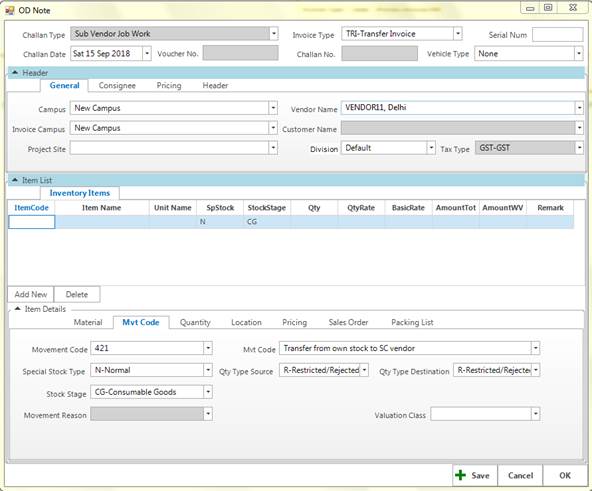 OD Note
Challan Type Sub Vendor Job Work Invoice Type TRI-Transfer Invoice Serial Num
Challan Date Sat 15 Sep 2018 Voucher No. Challan No. Vehicle Type None
Header
General Consignee Pricing Header
Campus New Campus Vendor Name VENDOR11, Delhi
Invoice Campus New Campus Customer Name
Project Site Division Default Tax Type GST-GST
Item List
Inventory Items
ItemCode Item Name Unit Name SpStock StockStage Qty QtyRate BasicRate AmountTot AmountWV Remark
N CG
Add New Delete
Item Details
Material Mvt Code Quantity Location Pricing Sales Order Packing List
Movement Code 421 Mvt Code Transfer from own stock to SC vendor
Special Stock Type N-Normal Qty Type Source R-Restricted/Rejected Qty Type Destination R-Restricted/Rejected
Stock Stage CG-Consumable Goods
Movement Reason Valuation Class
Save Cancel OK